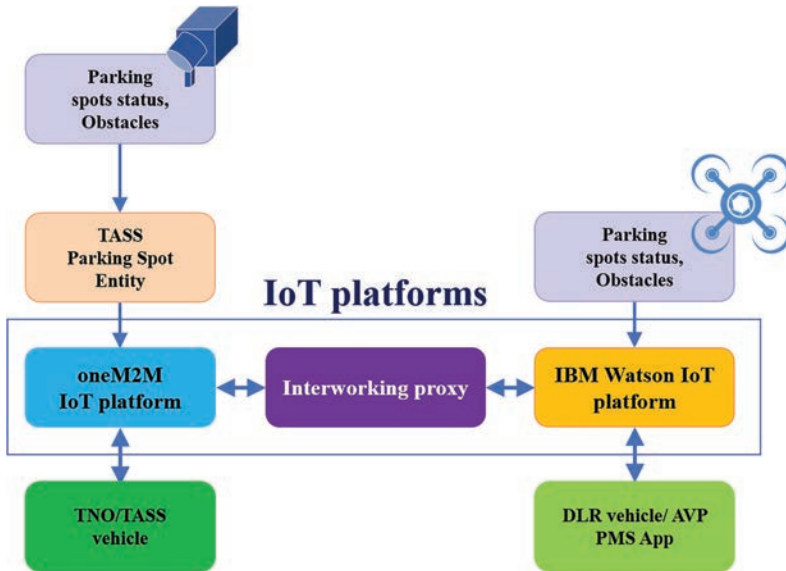 Parking
spots status,
Obstacles
TASS
Parking Spot
Entity
Parking
spots status,
Obstacles
IoT platforms
oneM2M
IoT platform
Interworking proxy
IBM Watson IoT
platform
TNO/TASS
vehicle
DLR vehicle/ AVP
PMS App